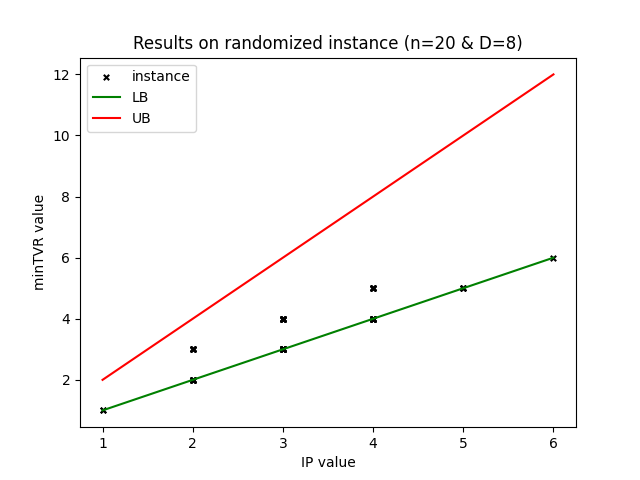 Results on randomized instance (n=20 & D=8)
instance
LB
UB
12
10
8
6
4
2
minTVR value
1 2 3 4 5 6
IP value